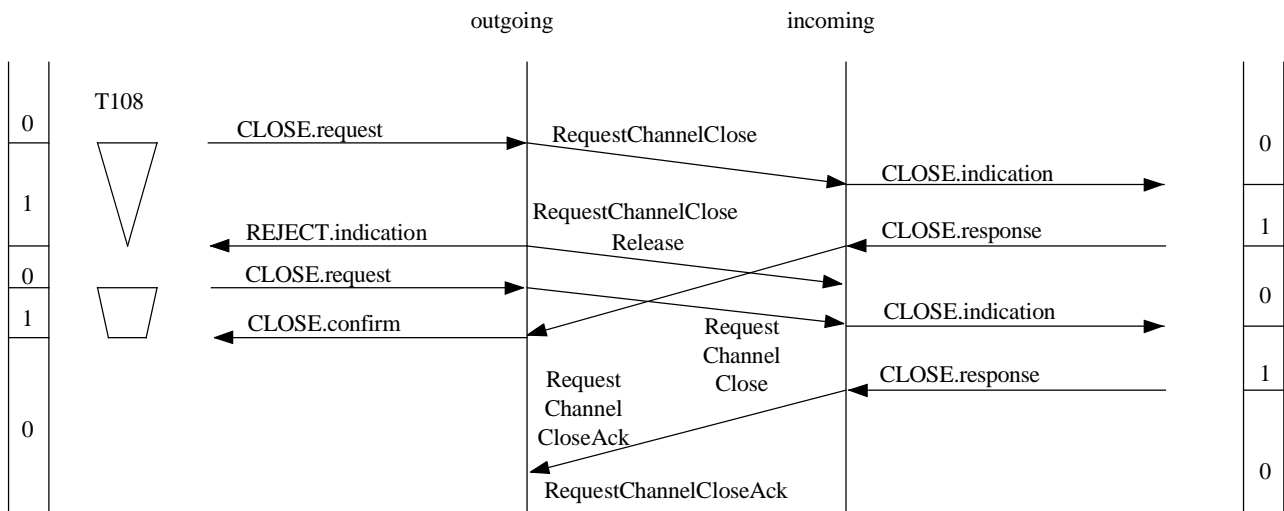 outgoing
incoming
T108
0
CLOSE.request
RequestChannelClose
0
CLOSE.indication
1
RequestChannelClose
Release
REJECT.indication
CLOSE.response
1
0
CLOSE.request
0
1
CLOSE.confirm
Request
Channel
Close
CLOSE.indication
Request
Channel
CloseAck
CLOSE.response
1
0
RequestChannelCloseAck
0